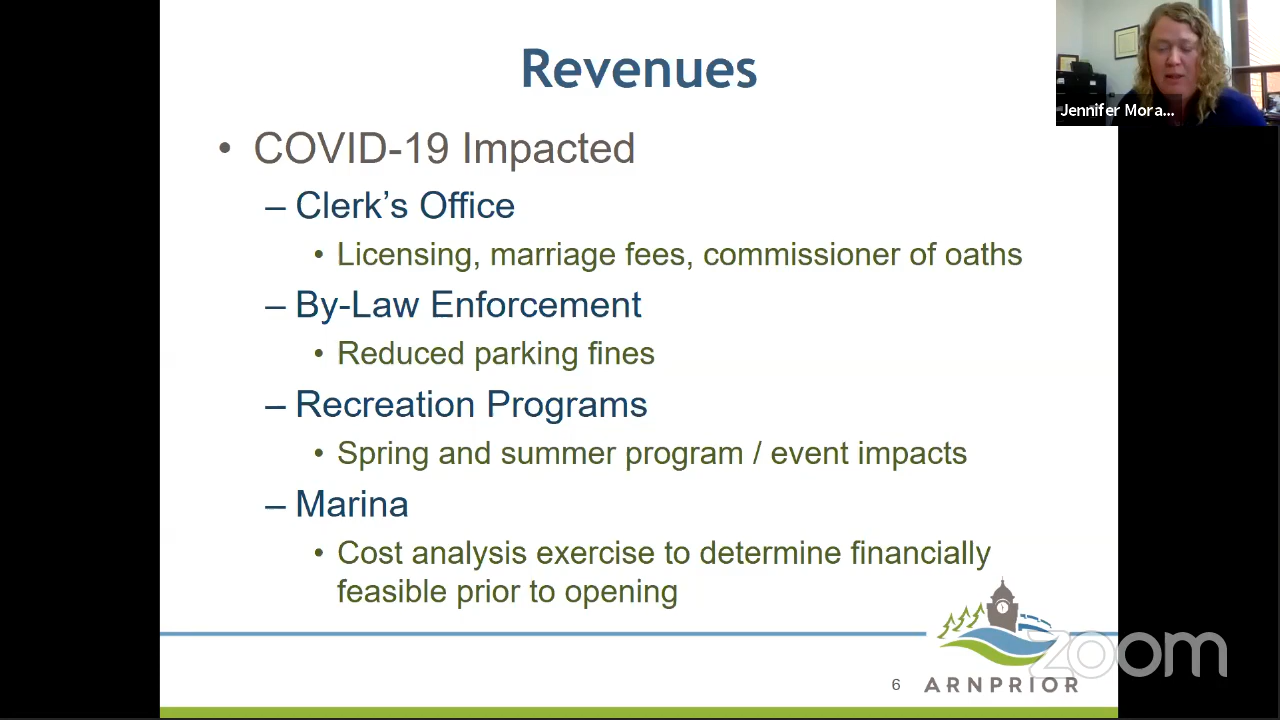 Revenues
Jennifer Mora...
• COVID-19 Impacted
– Clerk's Office
• Licensing, marriage fees, commissioner of oaths
– By-Law Enforcement
• Reduced parking fines
– Recreation Programs
• Spring and summer program / event impacts
– Marina
• Cost analysis exercise to determine financially
feasible prior to opening
zoom
6
ARNPRIOR